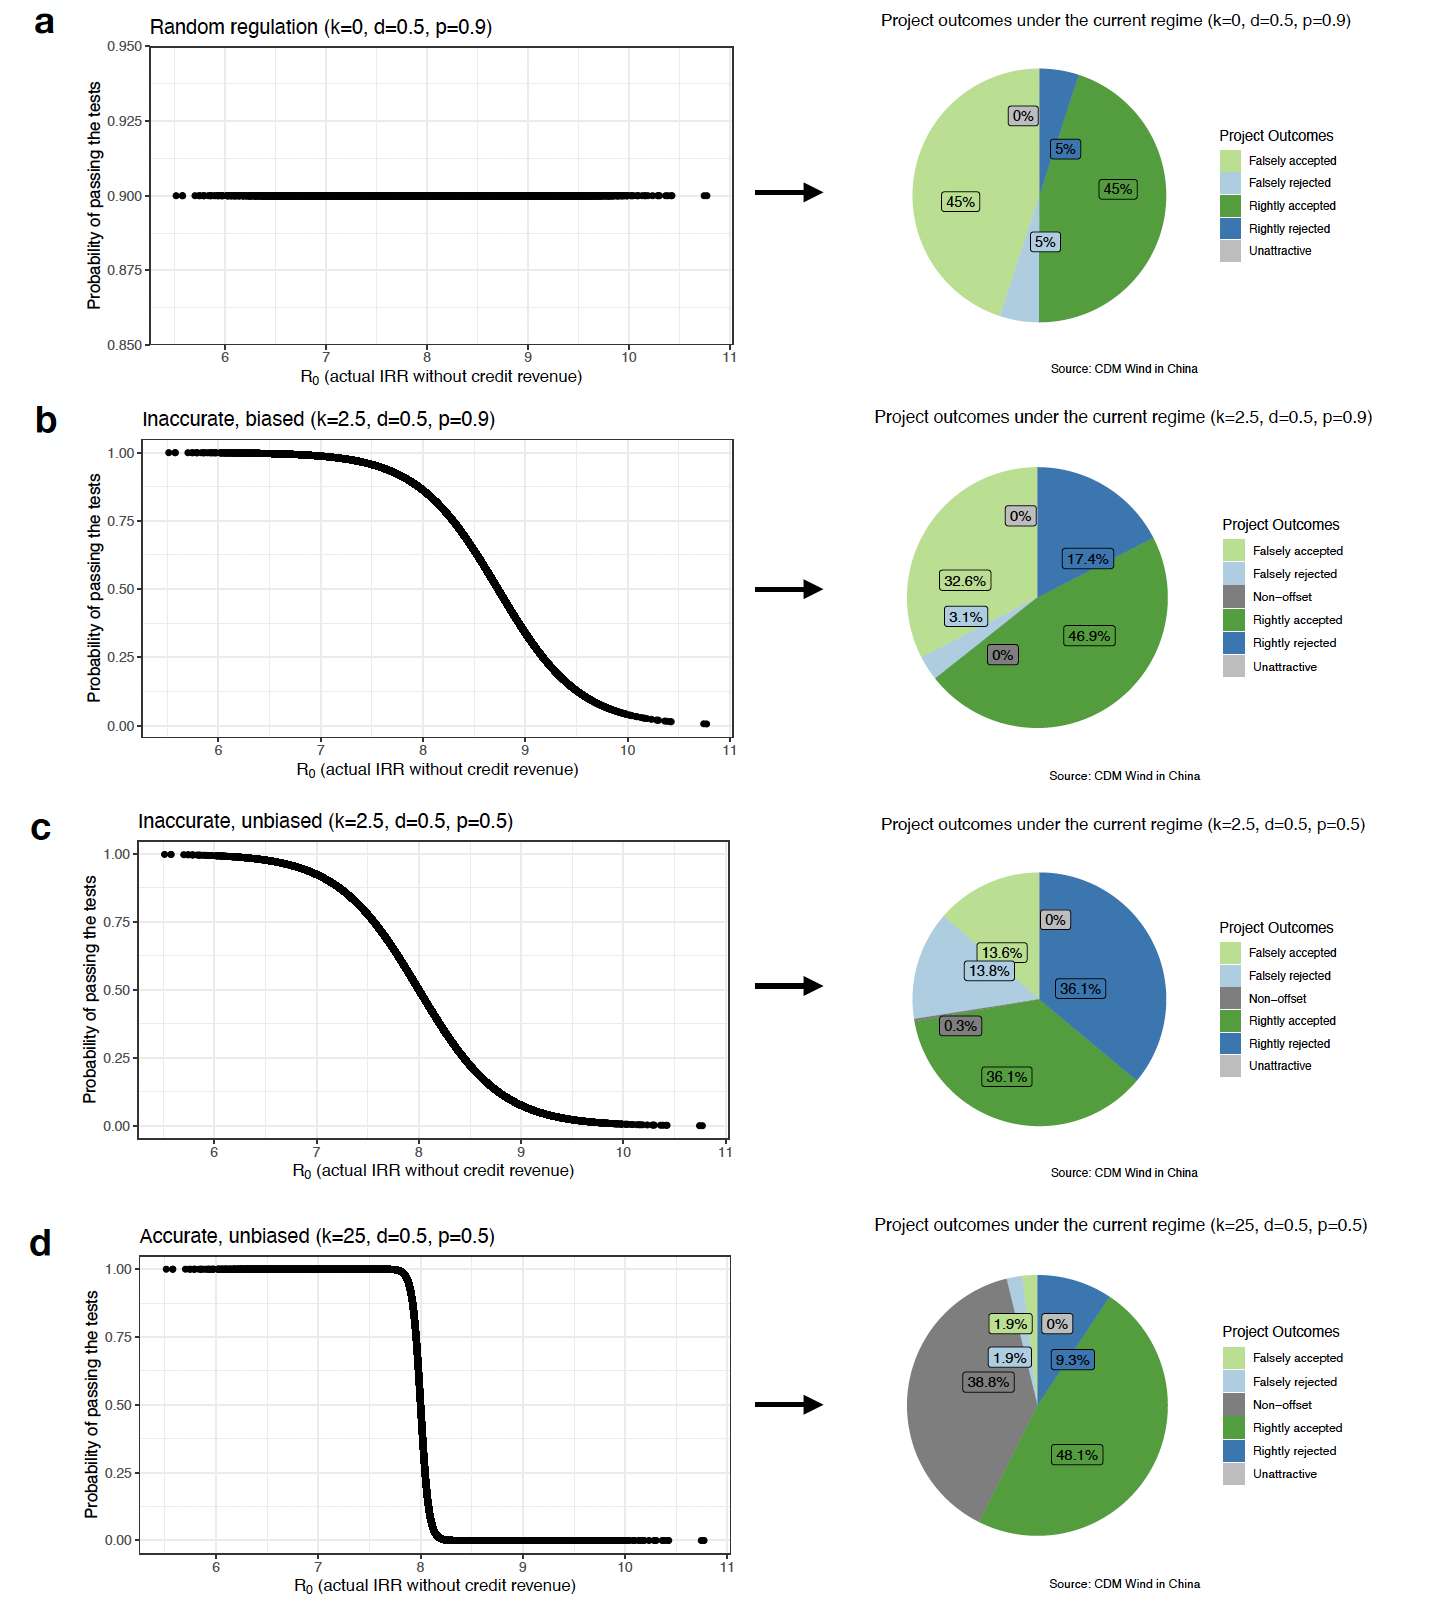 a
Random regulation (k=0, d=0.5, p=0.9)
Probability of passing the tests
0.950
0.925
0.900
0.875
0.850
6 7 8 9 10 11
R0 (actual IRR without credit revenue)
Project outcomes under the current regime (k=0, d=0.5, p=0.9)
0%
5%
45%
45%
5%
Project Outcomes
Falsely accepted
Falsely rejected
Rightly accepted
Rightly rejected
Unattractive
Source: CDM Wind in China
b
Inaccurate, biased (k=2.5, d=0.5, p=0.9)
Probability of passing the tests
1.00
0.75
0.50
0.25
0.00
6 7 8 9 10 11
R0 (actual IRR without credit revenue)
Project outcomes under the current regime (k=2.5, d=0.5, p=0.9)
0%
17.4%
32.6%
3.1%
46.9%
0%
Project Outcomes
Falsely accepted
Falsely rejected
Non−offset
Rightly accepted
Rightly rejected
Unattractive
Source: CDM Wind in China
c
Inaccurate, unbiased (k=2.5, d=0.5, p=0.5)
Probability of passing the tests
1.00
0.75
0.50
0.25
0.00
6 7 8 9 10 11
R0 (actual IRR without credit revenue)
Project outcomes under the current regime (k=2.5, d=0.5, p=0.5)
0%
13.6%
13.8%
36.1%
0.3%
36.1%
Project Outcomes
Falsely accepted
Falsely rejected
Non−offset
Rightly accepted
Rightly rejected
Unattractive
Source: CDM Wind in China
d
Accurate, unbiased (k=25, d=0.5, p=0.5)
Probability of passing the tests
1.00
0.75
0.50
0.25
0.00
6 7 8 9 10 11
R0 (actual IRR without credit revenue)
Project outcomes under the current regime (k=25, d=0.5, p=0.5)
1.9%
0%
1.9%
9.3%
38.8%
48.1%
Project Outcomes
Falsely accepted
Falsely rejected
Non−offset
Rightly accepted
Rightly rejected
Unattractive
Source: CDM Wind in China